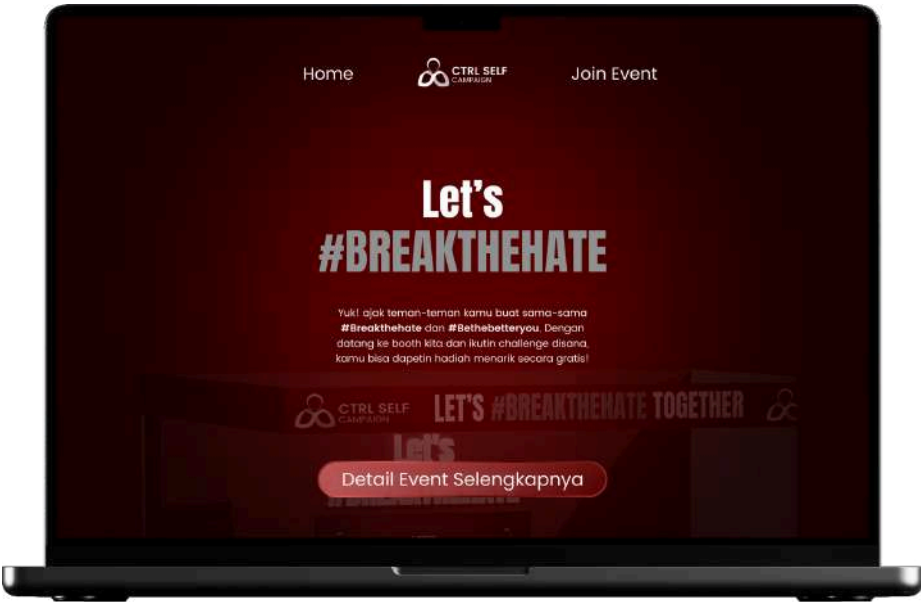 Home
CTRL SELF
CAMPAIGN
Join Event
Let's
#BREAKTHEHATE
Yuk! ajak teman-teman kamu buat sama-sama
#Breakthehate dan #Bethebetteryou. Dengan
datang ke booth kita dan ikutin challenge disana,
kamu bisa dapetin hadiah menarik secara gratis!
CTRL SELF
CAMPAIGN
LET'S #BREAKTHEHATE TOGETHER
Let's
Detail Event Selengkapnya